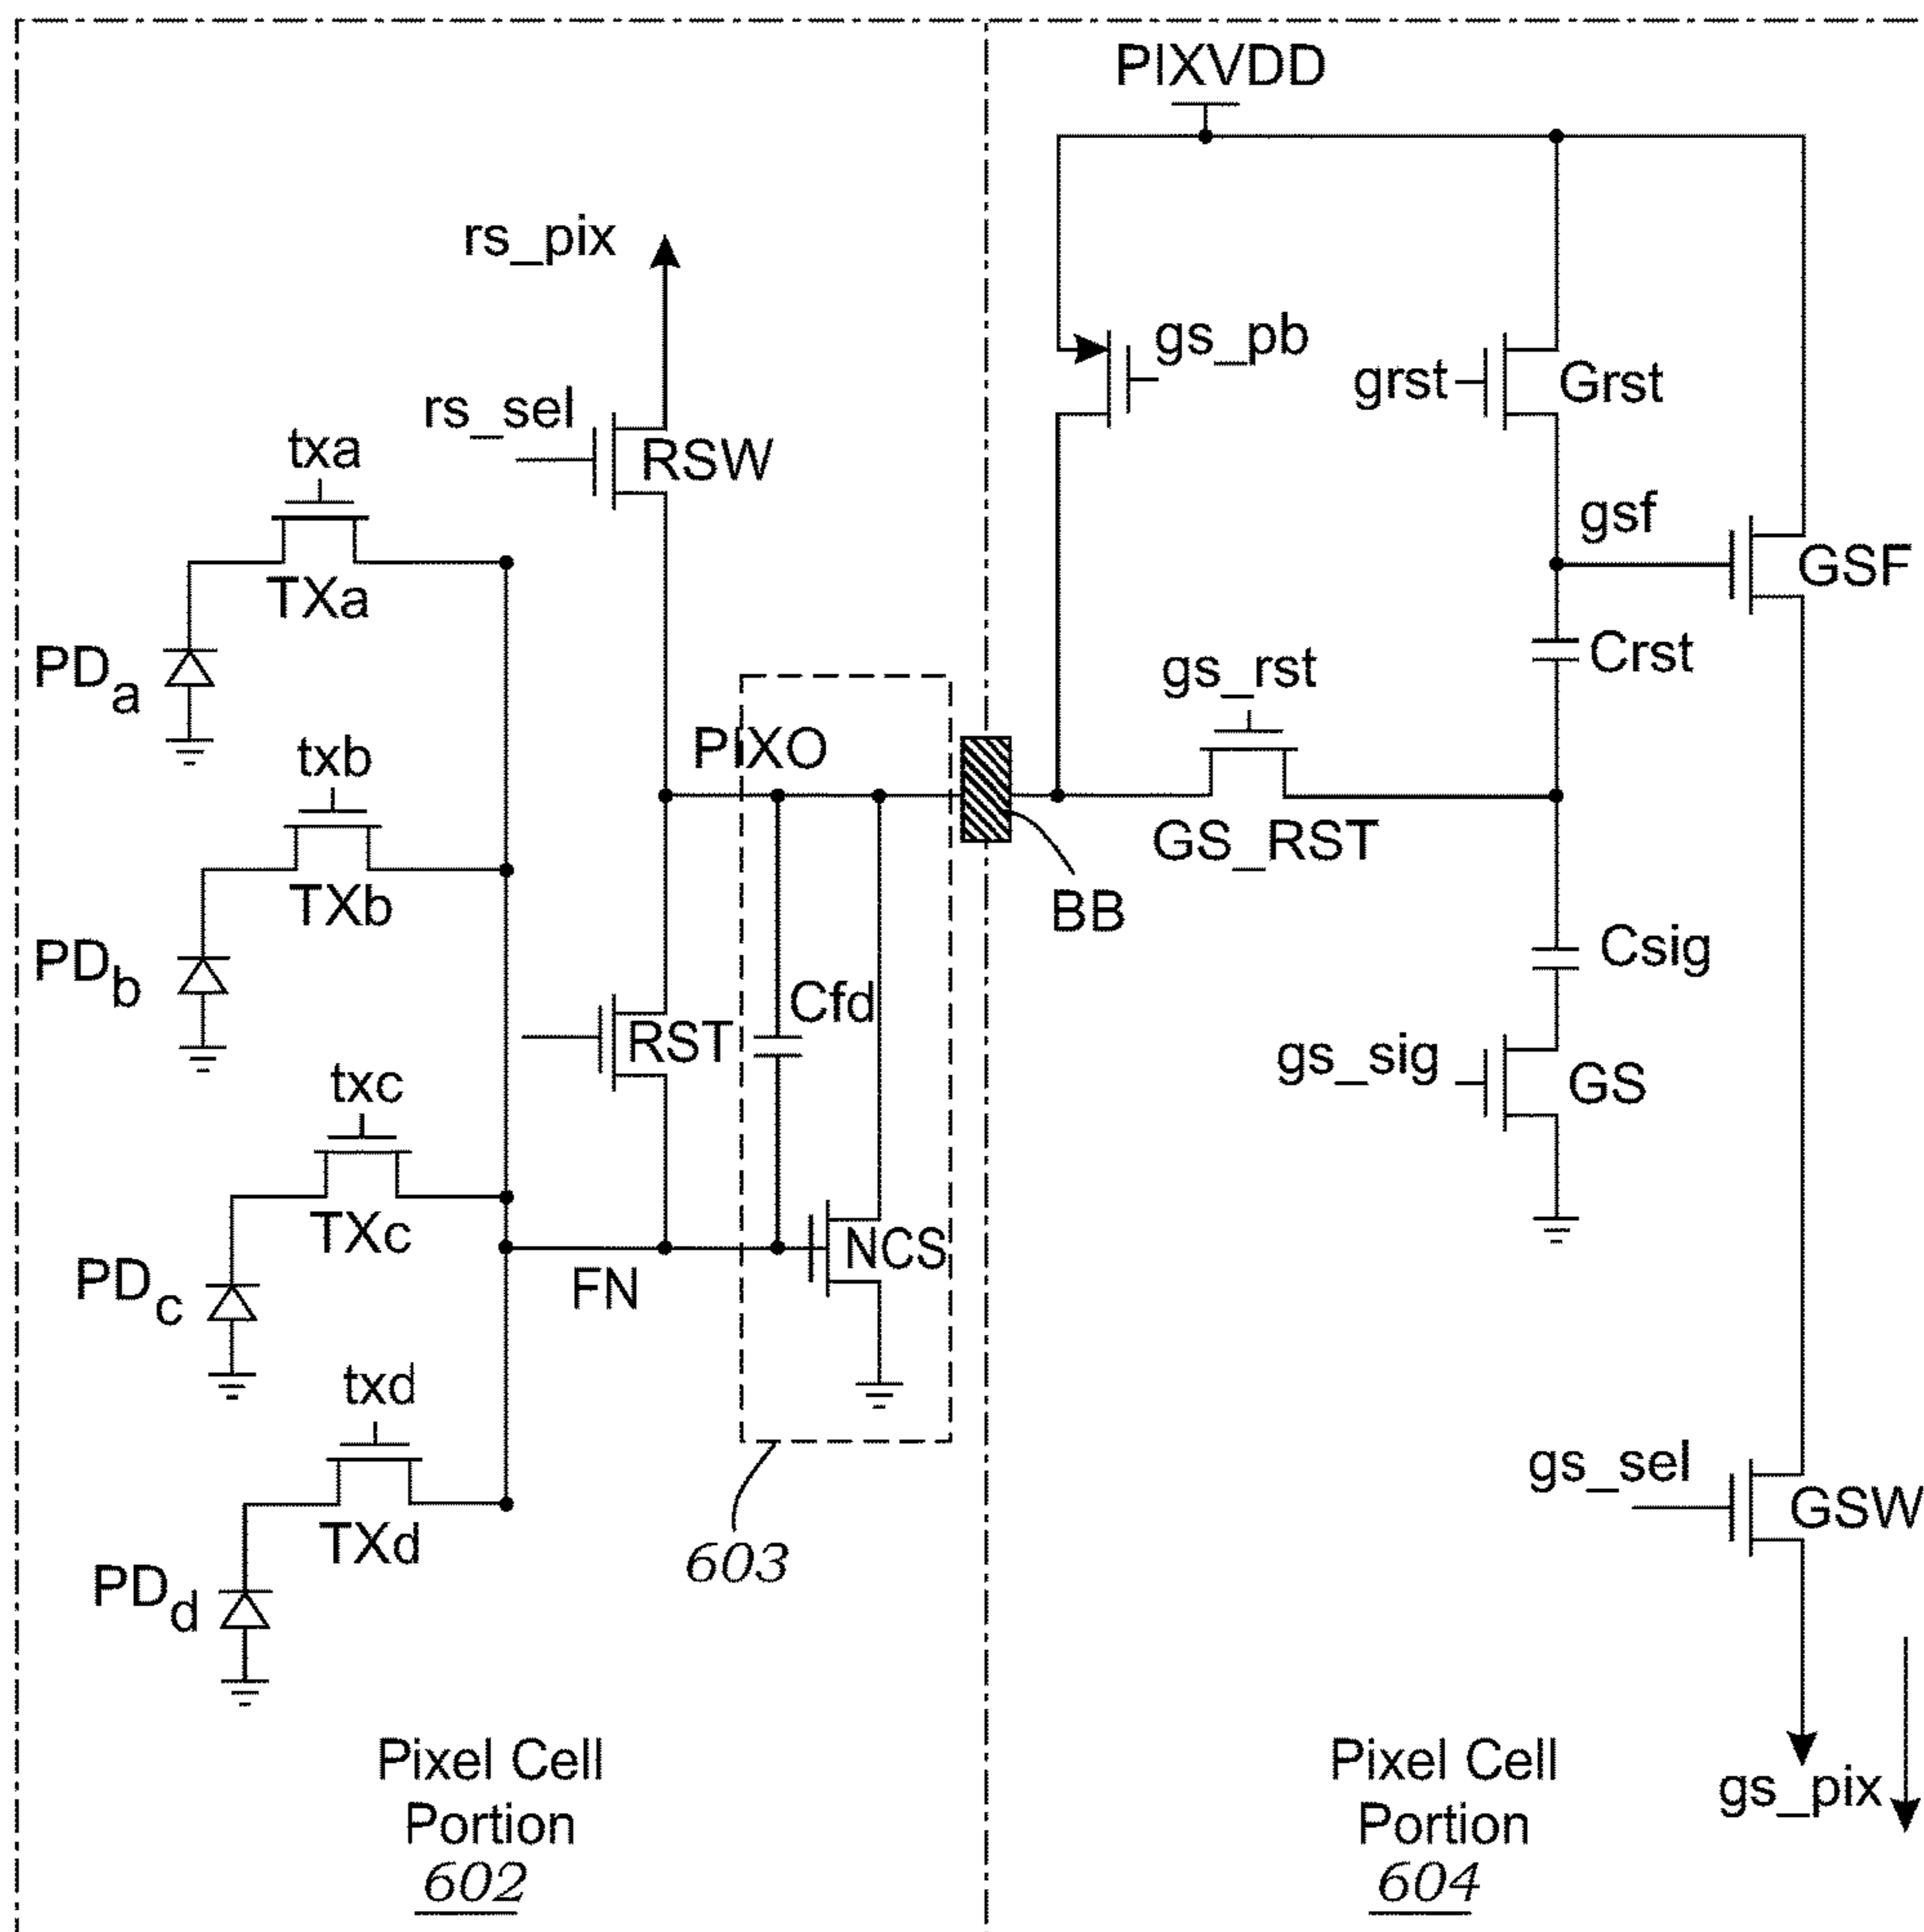 PIXVDD
rs_pix
gs_pb
grst
Grst
rs_sel
RSW
txa
TXa
gsf
GSF
PDa
gs_rst
Crst
PIXO
txb
TXb
GS_RST
BB
PDb
Csig
Cfd
RST
gs_sig
GS
txc
TXc
PDc
FN
NCS
txd
TXd
gs_sel
GSW
PDd
603
Pixel Cell
Portion
602
Pixel Cell
Portion
604
gs_pix